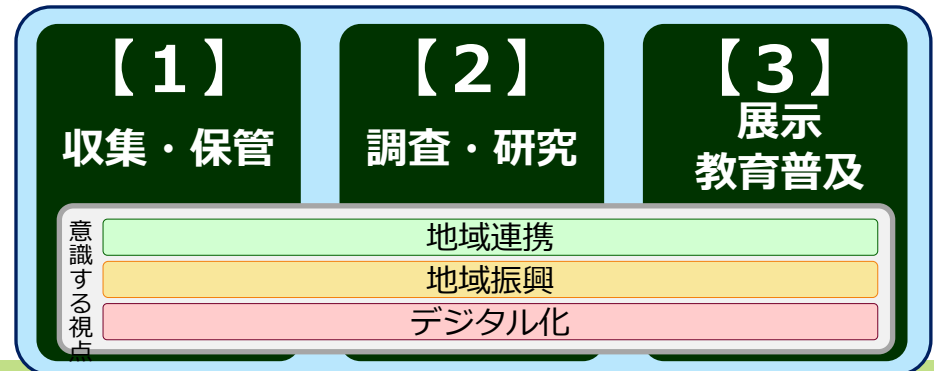 【1】
収集・保管
【2】
調査・研究
【3】
展示
教育普及
意識する視点
地域連携
地域振興
デジタル化